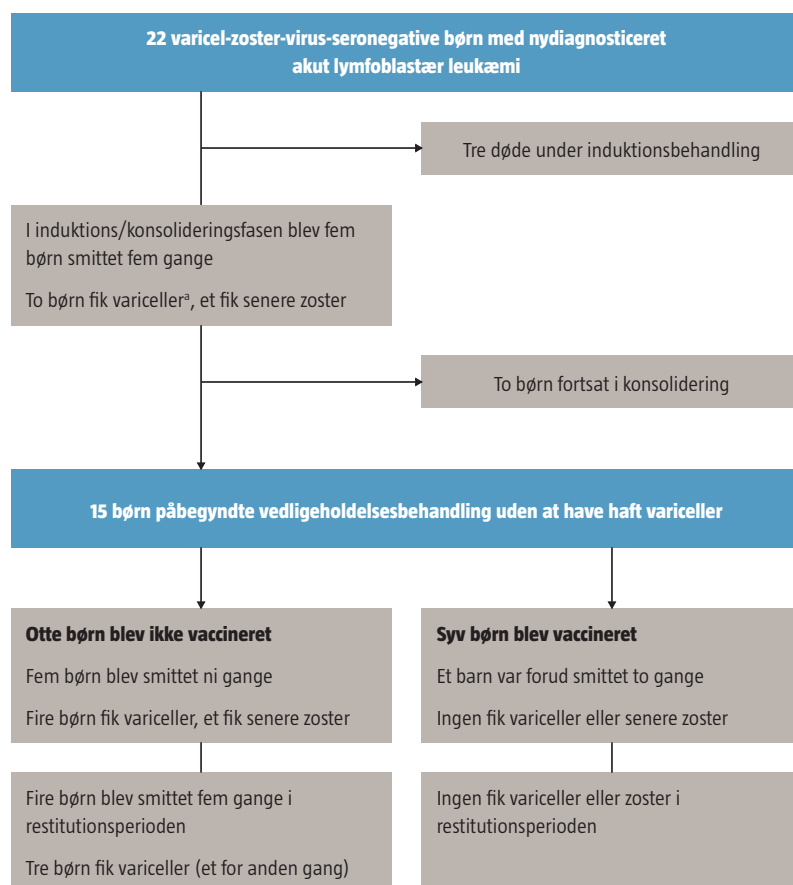 22 varicel-zoster-virus-seronegative børn med nydiagnosticeret
akut lymfoblastær leukæmi
Tre døde under induktionsbehandling
I induktions/konsolideringsfasen blev fem
børn smittet fem gange
To børn fik varicellerᵃ, et fik senere zoster
To børn fortsat i konsolidering
15 børn påbegyndte vedligeholdelsesbehandling uden at have haft variceller
Otte børn blev ikke vaccineret
Fem børn blev smittet ni gange
Fire børn fik variceller, et fik senere zoster
Syv børn blev vaccineret
Et barn var forud smittet to gange
Ingen fik variceller eller senere zoster
Fire børn blev smittet fem gange i
restitutionsperioden
Tre børn fik variceller (et for anden gang)
Ingen fik variceller eller zoster i
restitutionsperioden